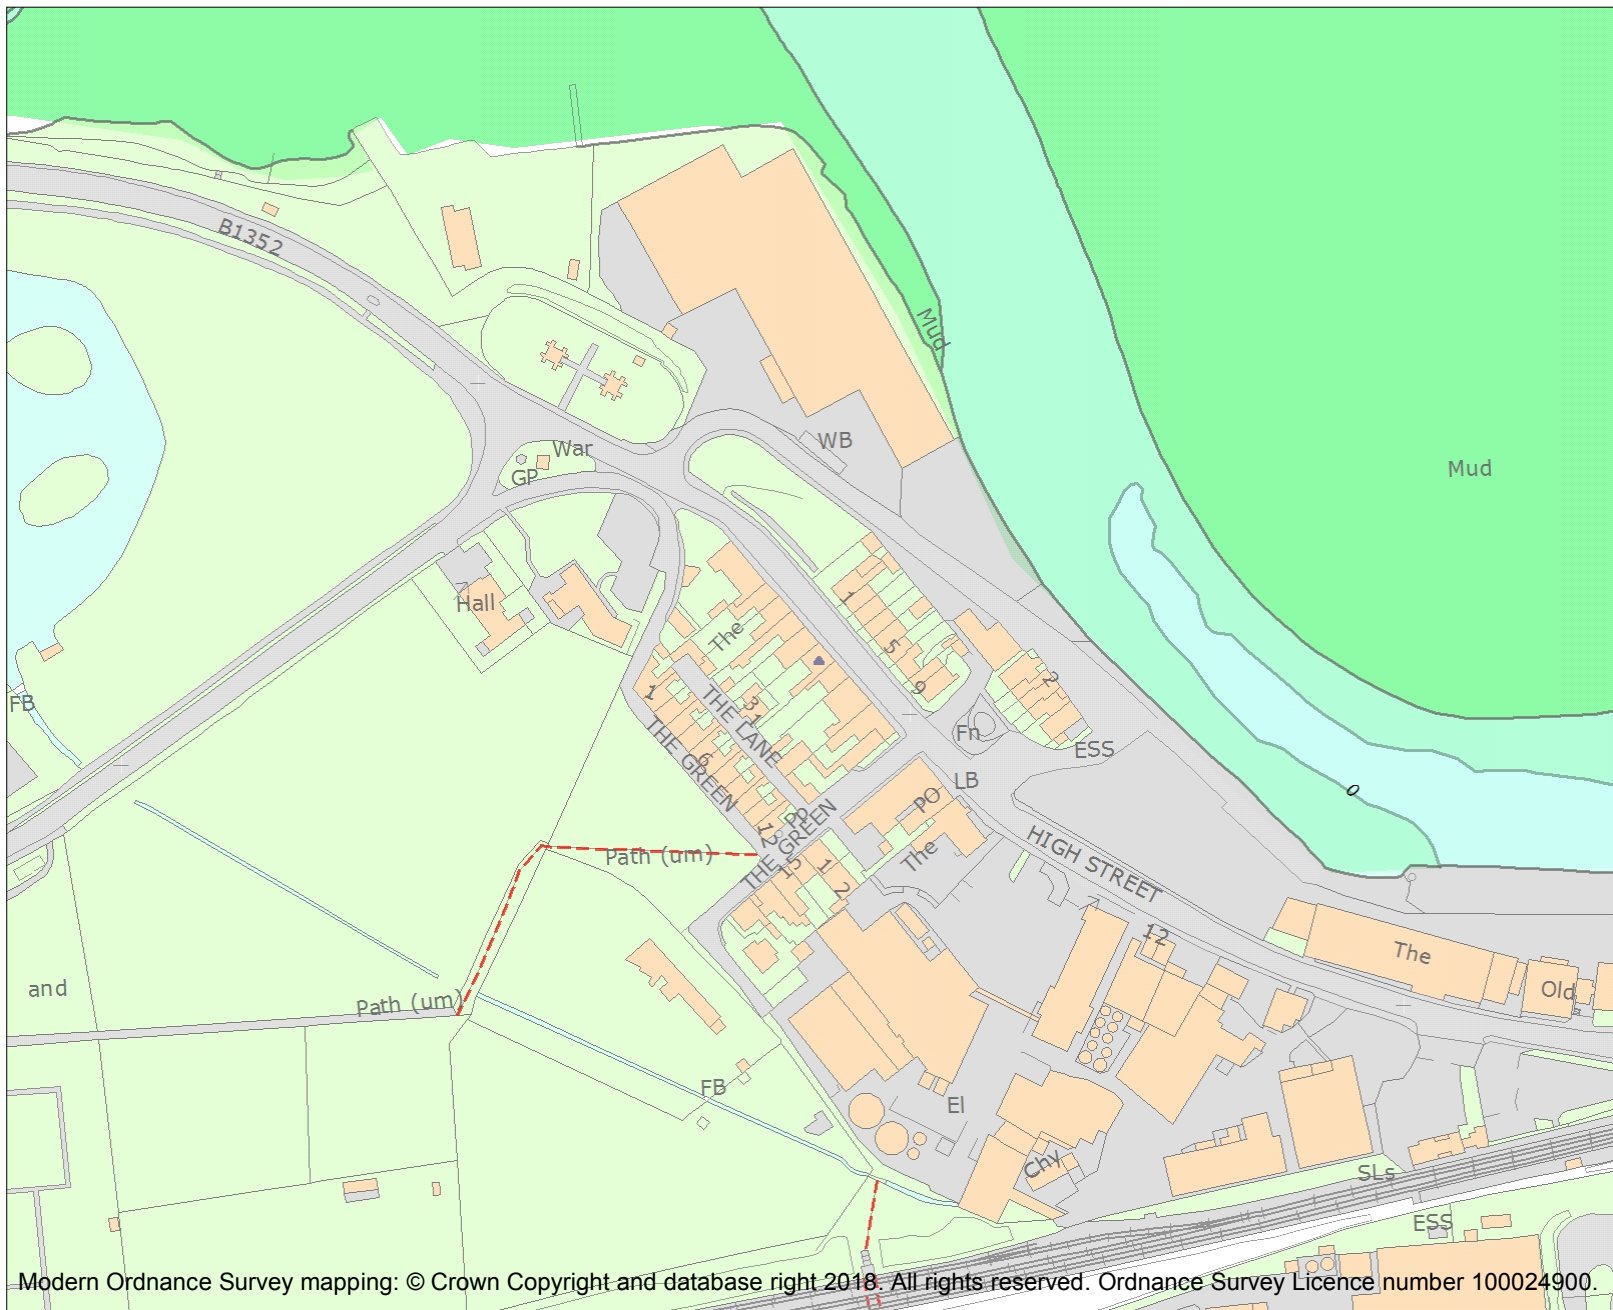 B1352
Mud
WB
Mud
War
GP
Hall
1
The
5
9
2
FB
1
31
THE LANE
Fn
ESS
THE GREEN
6
LB
PO
PO
12
THE GREEN
HIGH STREET
Path (um)
The
15
1
2
12
The
and
Old
Path (um)
FB
El
Chy
SLs
ESS
Modern Ordnance Survey mapping: © Crown Copyright and database right 2018. All rights reserved. Ordnance Survey Licence number 100024900.